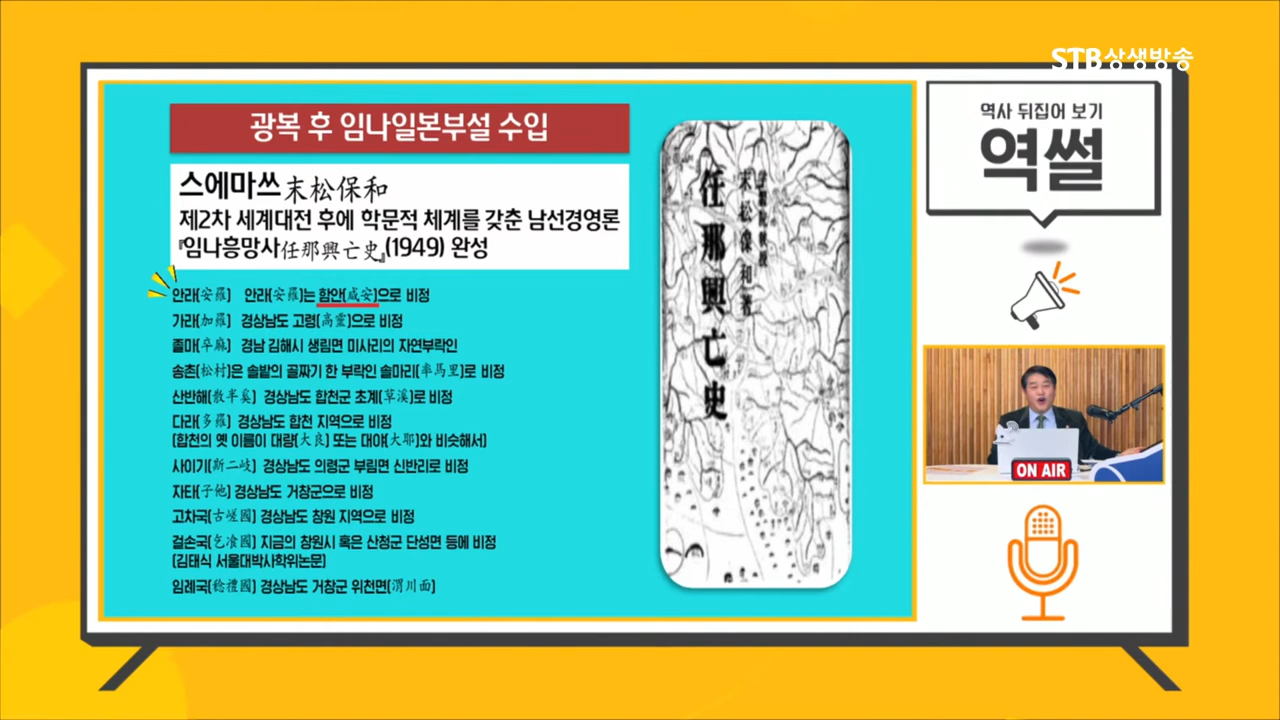 STB상생방송
광복 후 임나일본부설 수입
스에마쓰末松保和
제2차 세계대전 후에 학문적 체계를 갖춘 남선경영론
『임나흥망사任那興亡史』(1949) 완성
안라(安羅) 안라(安羅)는 함안(咸安)으로 비정
가라(加羅) 경상남도 고령(高靈)으로 비정
졸마(卒麻) 경남 김해시 생림면 미사리의 자연부락인
송촌(松村)은 솔밭의 골짜기 한 부락인 솔마리(率馬里)로 비정
산반해(散半奚) 경상남도 합천군 초계(草溪)로 비정
다라(多羅) 경상남도 합천 지역으로 비정
(합천의 옛 이름이 대량(大良) 또는 대야(大耶)와 비슷해서)
사이기(斯二岐) 경상남도 의령군 부림면 신반리로 비정
자타(子他) 경상남도 거창군으로 비정
고차국(古嵯國) 경상남도 창원 지역으로 비정
걸손국(乞飡國) 지금의 창원시 혹은 산청군 단성면 등에 비정
(김태식 서울대박사학위논문)
임례국(稔禮國) 경상남도 거창군 위천면(渭川面)
末松保和著
任那興亡史
역사 뒤집어 보기
역썰
ON AIR